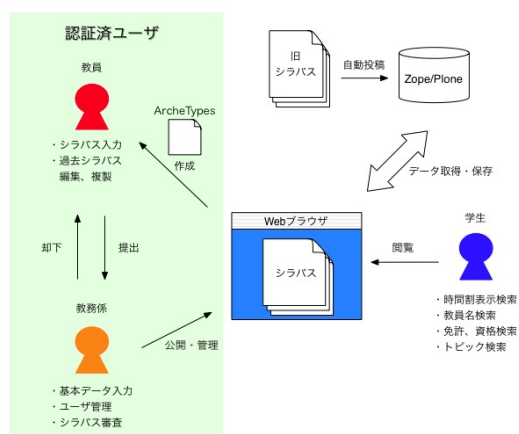 認証済ユーザ
教員
・シラバス入力
・過去シラバス
編集、複製
ArcheTypes
作成
却下
提出
教務係
・基本データ入力
・ユーザ管理
・シラバス審査
公開・管理
旧
シラバス
自動投稿
Zope/Plone
データ取得・保存
Webブラウザ
シラバス
閲覧
学生
・時間割表示検索
・教員名検索
・免許、資格検索
・トピック検索